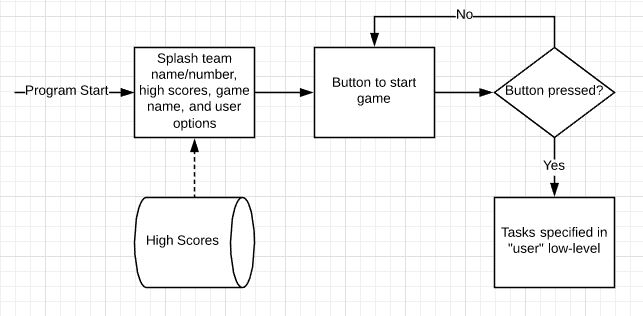 No
Splash team
name/number,
high scores, game
name, and user
options
Program Start
Button to start
game
Button pressed?
Yes
High Scores
Tasks specified in
"user" low-level